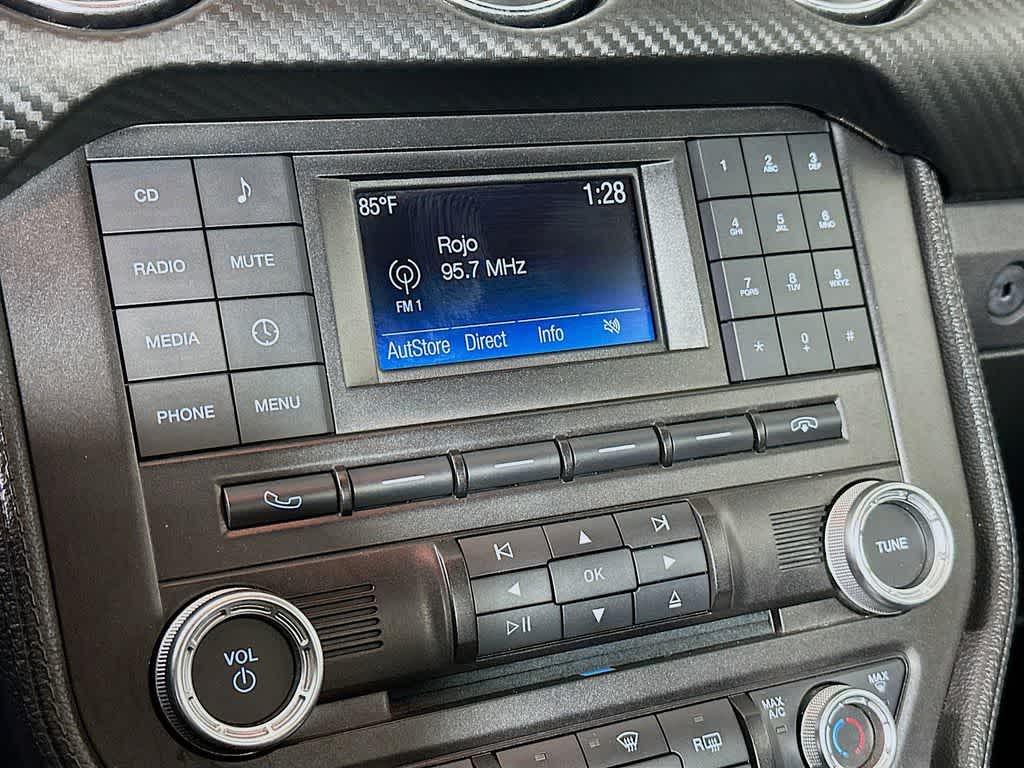 CD
RADIO
MUTE
MEDIA
PHONE
MENU
85°F
1:28
Rojo
95.7 MHz
FM 1
AutStore Direct Info
1
2
ABC
3
DEF
4
GHI
5
JKL
6
MNO
7
PQRS
8
TUV
9
WXYZ
*
0
+
#
OK
TUNE
VOL
MAX
A/C
MAX
R